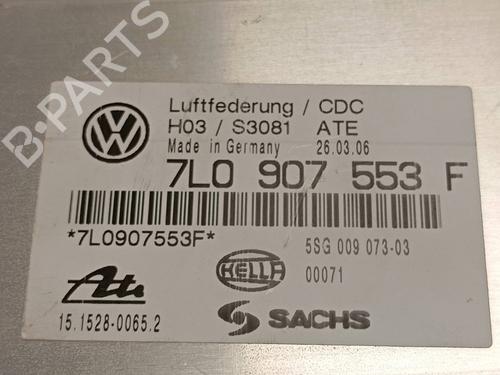 B-PARTS
Luftfederung / CDC
H03 / S3081 ATE
Made in Germany 26.03.06
7L0 907 553 F
*7L0907553F*
5SG 009 073-03
HELLA
00071
Ate
15.1528-0065.2
SACHS